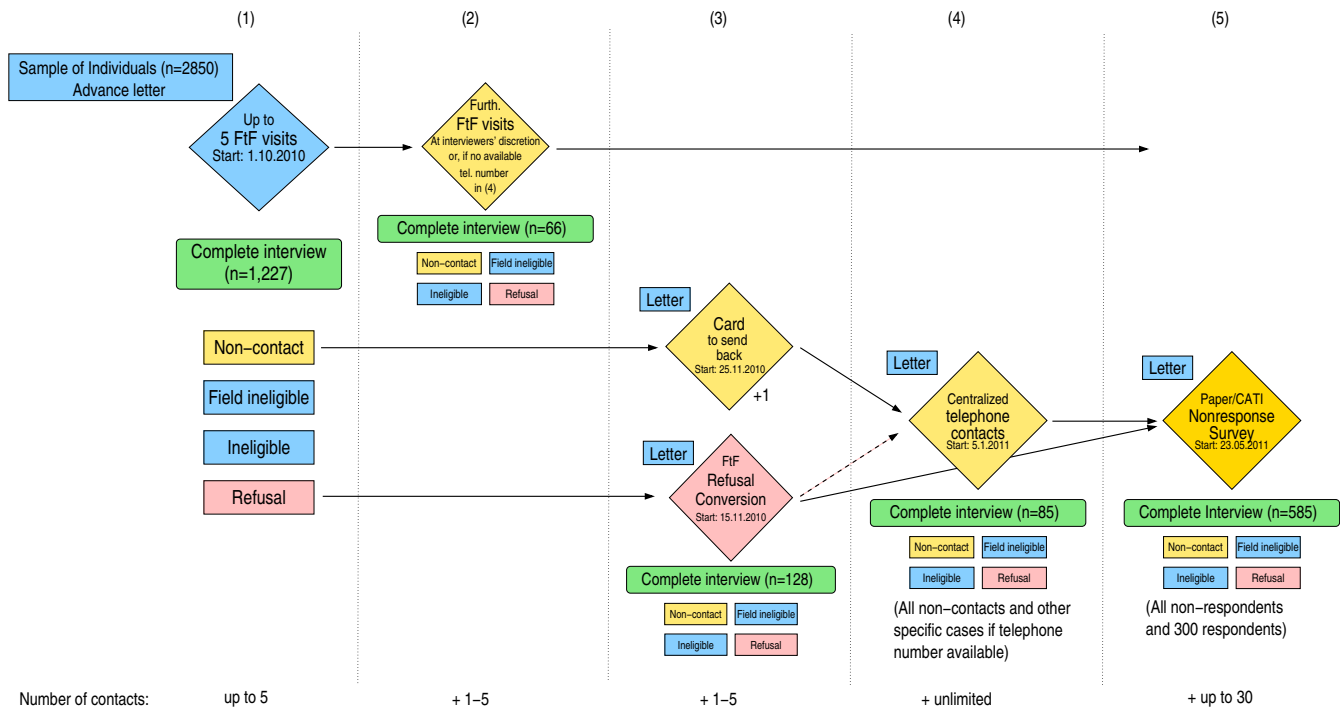 (1)
(2)
(3)
(4)
(5)
Sample of Individuals (n=2850)
Advance letter
Up to
5 FtF visits
Start: 1.10.2010
Furth.
FtF visits
At interviewers' discretion
or, if no available
tel. number
in (4)
Complete interview
(n=1,227)
Complete interview (n=66)
Non−contact
Field ineligible
Ineligible
Refusal
Non−contact
Field ineligible
Ineligible
Refusal
Letter
Card
to send
back
Start: 25.11.2010
+1
Letter
FtF
Refusal
Conversion
Start: 15.11.2010
Complete interview (n=128)
Non−contact
Field ineligible
Ineligible
Refusal
Letter
Centralized
telephone
contacts
Start: 5.1.2011
Complete interview (n=85)
Non−contact
Field ineligible
Ineligible
Refusal
(All non−contacts and other
specific cases if telephone
number available)
Letter
Paper/CATI
Nonresponse
Survey
Start: 23.05.2011
Complete Interview (n=585)
Non−contact
Field ineligible
Ineligible
Refusal
(All non−respondents
and 300 respondents)
Number of contacts:
up to 5
+ 1−5
+ 1−5
+ unlimited
+ up to 30